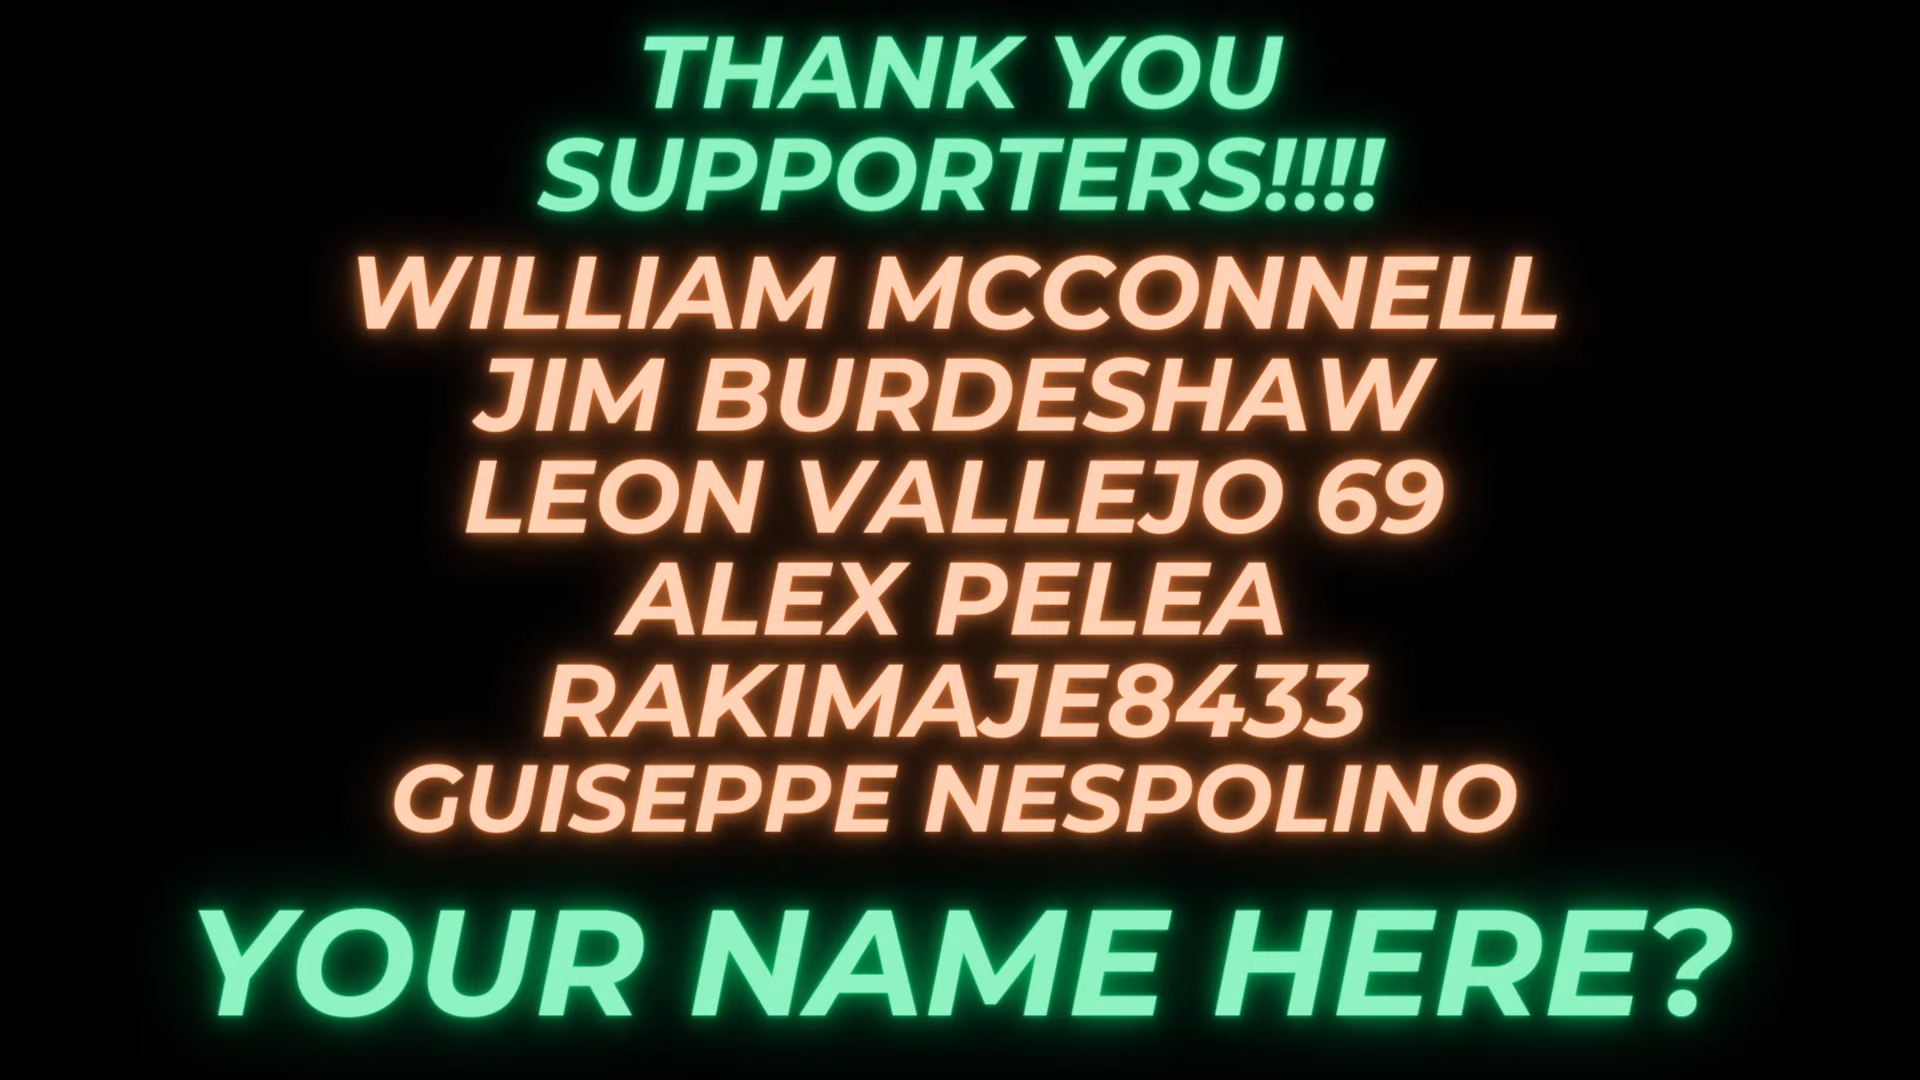 THANK YOU
SUPPORTERS!!!!
WILLIAM MCCONNELL
JIM BURDESHAW
LEON VALLEJO 69
ALEX PELEA
RAKIMAJE8433
GUISEPPE NESPOLINO
YOUR NAME HERE?